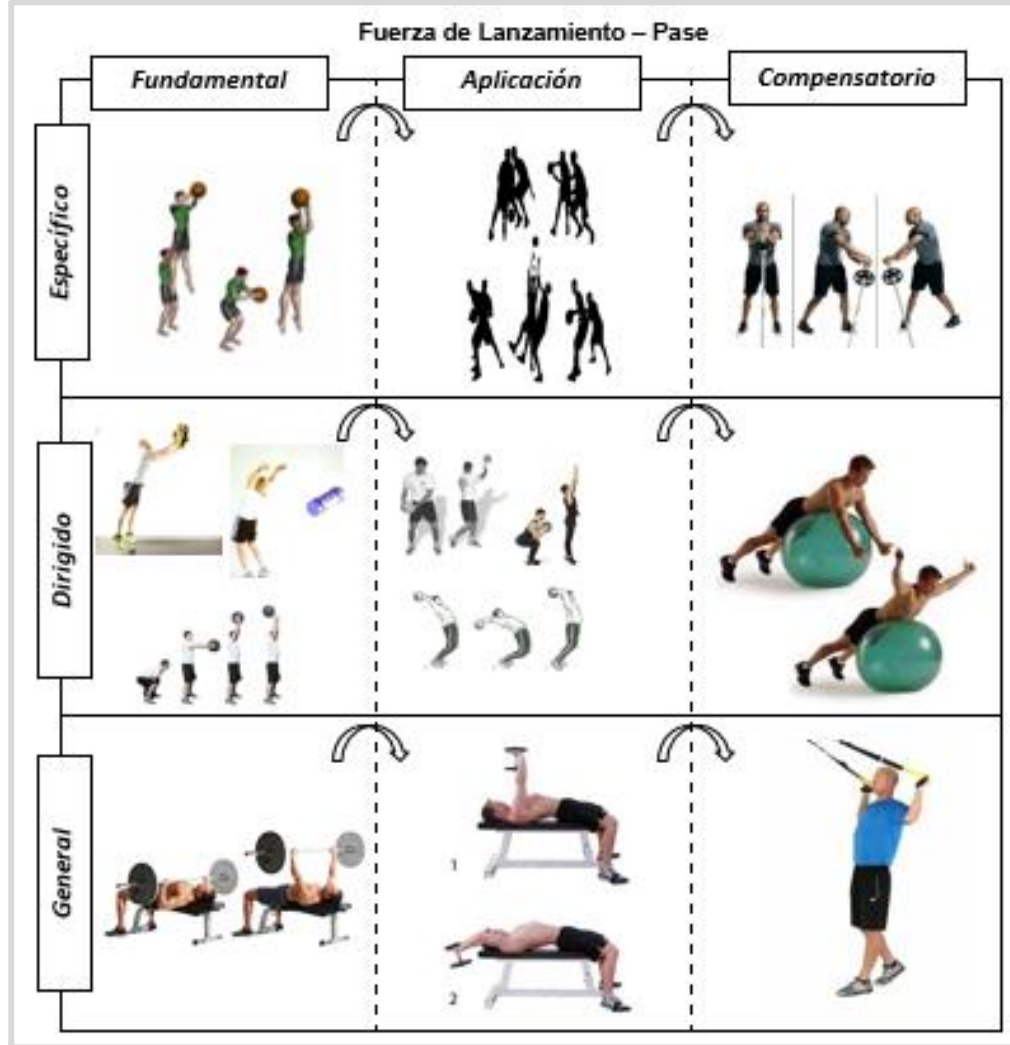 Fuerza de Lanzamiento – Pase
Fundamental
Aplicación
Compensatorio
Específico
Dirigido
General
1
2